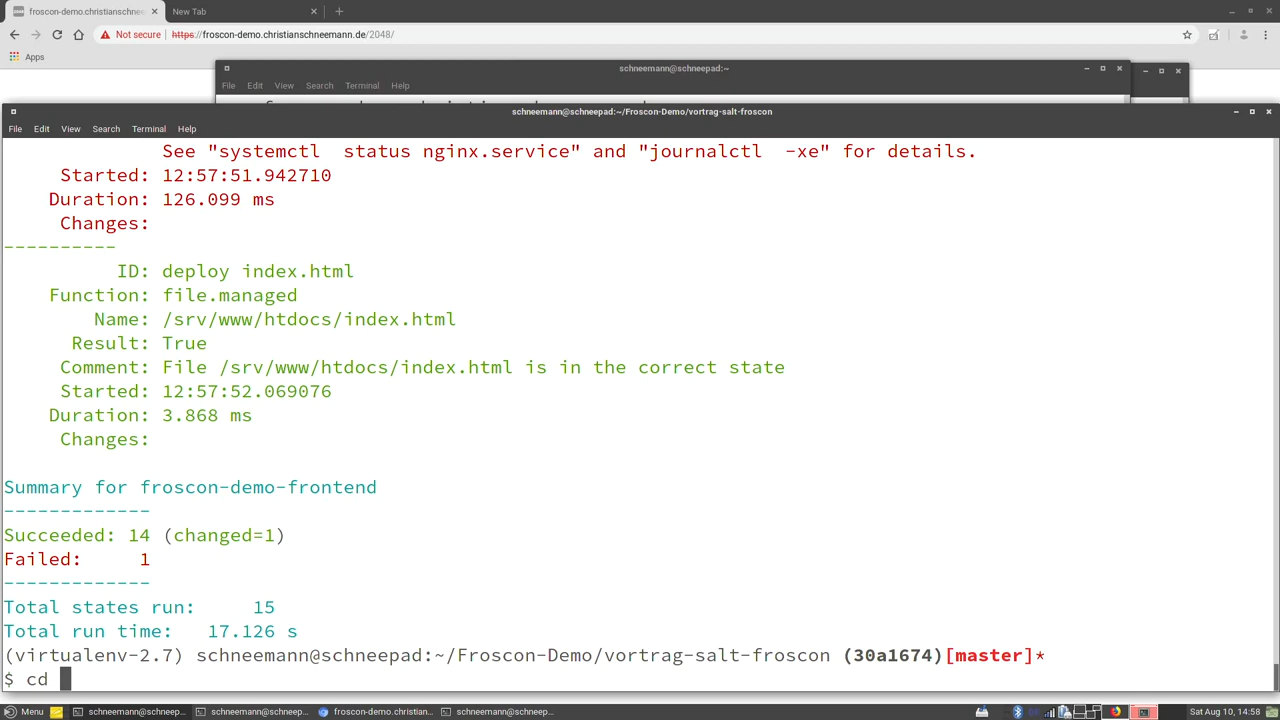 froscon-demo.christianschnee
New Tab
Not secure
https://froscon-demo.christianschneemann.de/2048/
Apps
schneemann@schneepad:~
File Edit View Search Terminal Help
schneemann@schneepad:~/Froscon-Demo/vortrag-salt-froscon
File Edit View Search Terminal Help
See "systemctl  status nginx.service" and "journalctl  -xe" for details.
Started: 12:57:51.942710
Duration: 126.099 ms
Changes:
----------
ID: deploy index.html
Function: file.managed
Name: /srv/www/htdocs/index.html
Result: True
Comment: File /srv/www/htdocs/index.html is in the correct state
Started: 12:57:52.069076
Duration: 3.868 ms
Changes:
Summary for froscon-demo-frontend
-------------
Succeeded: 14 (changed=1)
Failed:     1
-------------
Total states run:     15
Total run time:   17.126 s
(virtualenv-2.7) schneemann@schneepad:~/Froscon-Demo/vortrag-salt-froscon (30a1674)[master]*
$ cd
Menu
schneemann@schneep...
schneemann@schneep...
froscon-demo.christian...
schneemann@schneep...
Sat Aug 10, 14:58